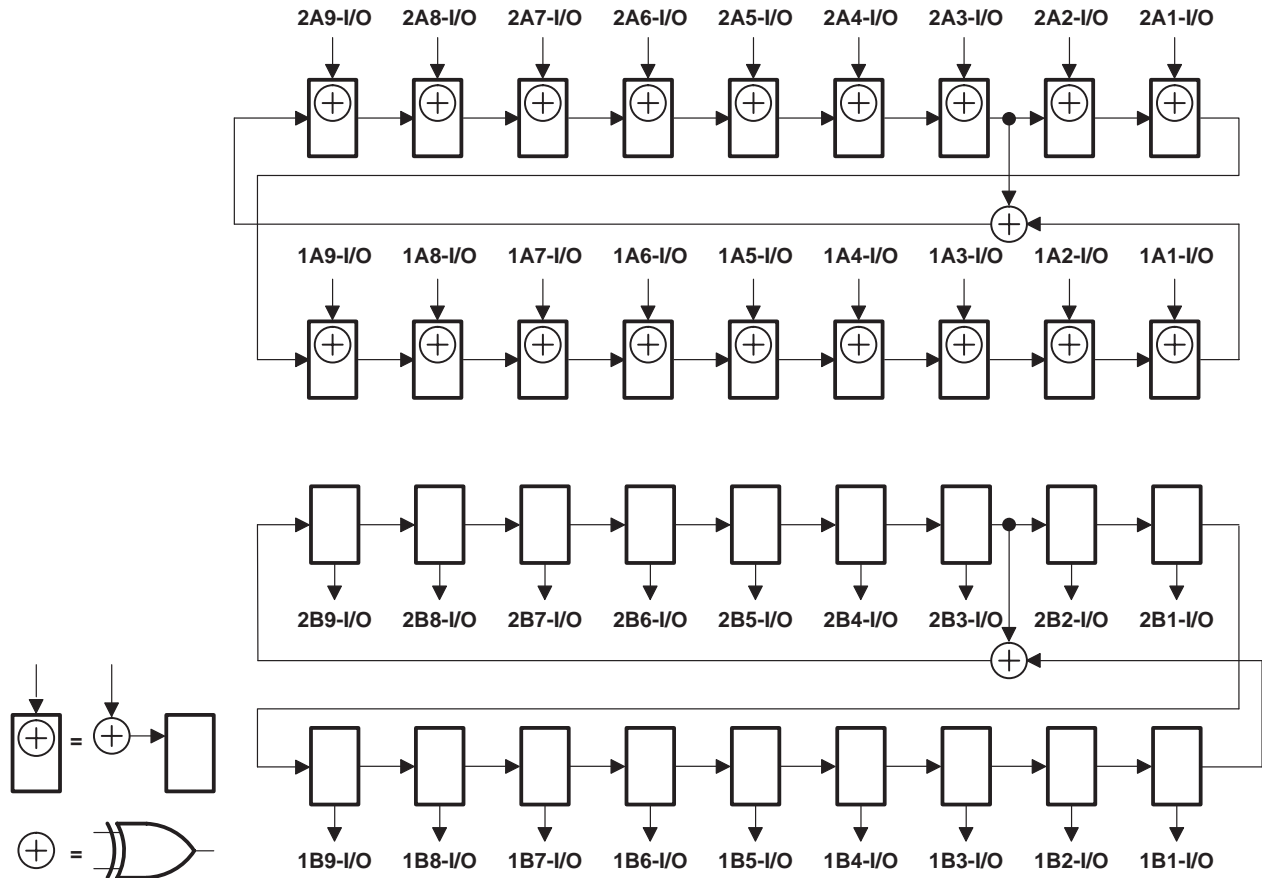 2A9-I/O 2A8-I/O 2A7-I/O 2A6-I/O 2A5-I/O 2A4-I/O 2A3-I/O 2A2-I/O 2A1-I/O
1A9-I/O 1A8-I/O 1A7-I/O 1A6-I/O 1A5-I/O 1A4-I/O 1A3-I/O 1A2-I/O 1A1-I/O
2B9-I/O 2B8-I/O 2B7-I/O 2B6-I/O 2B5-I/O 2B4-I/O 2B3-I/O 2B2-I/O 2B1-I/O
=
=
1B9-I/O 1B8-I/O 1B7-I/O 1B6-I/O 1B5-I/O 1B4-I/O 1B3-I/O 1B2-I/O 1B1-I/O